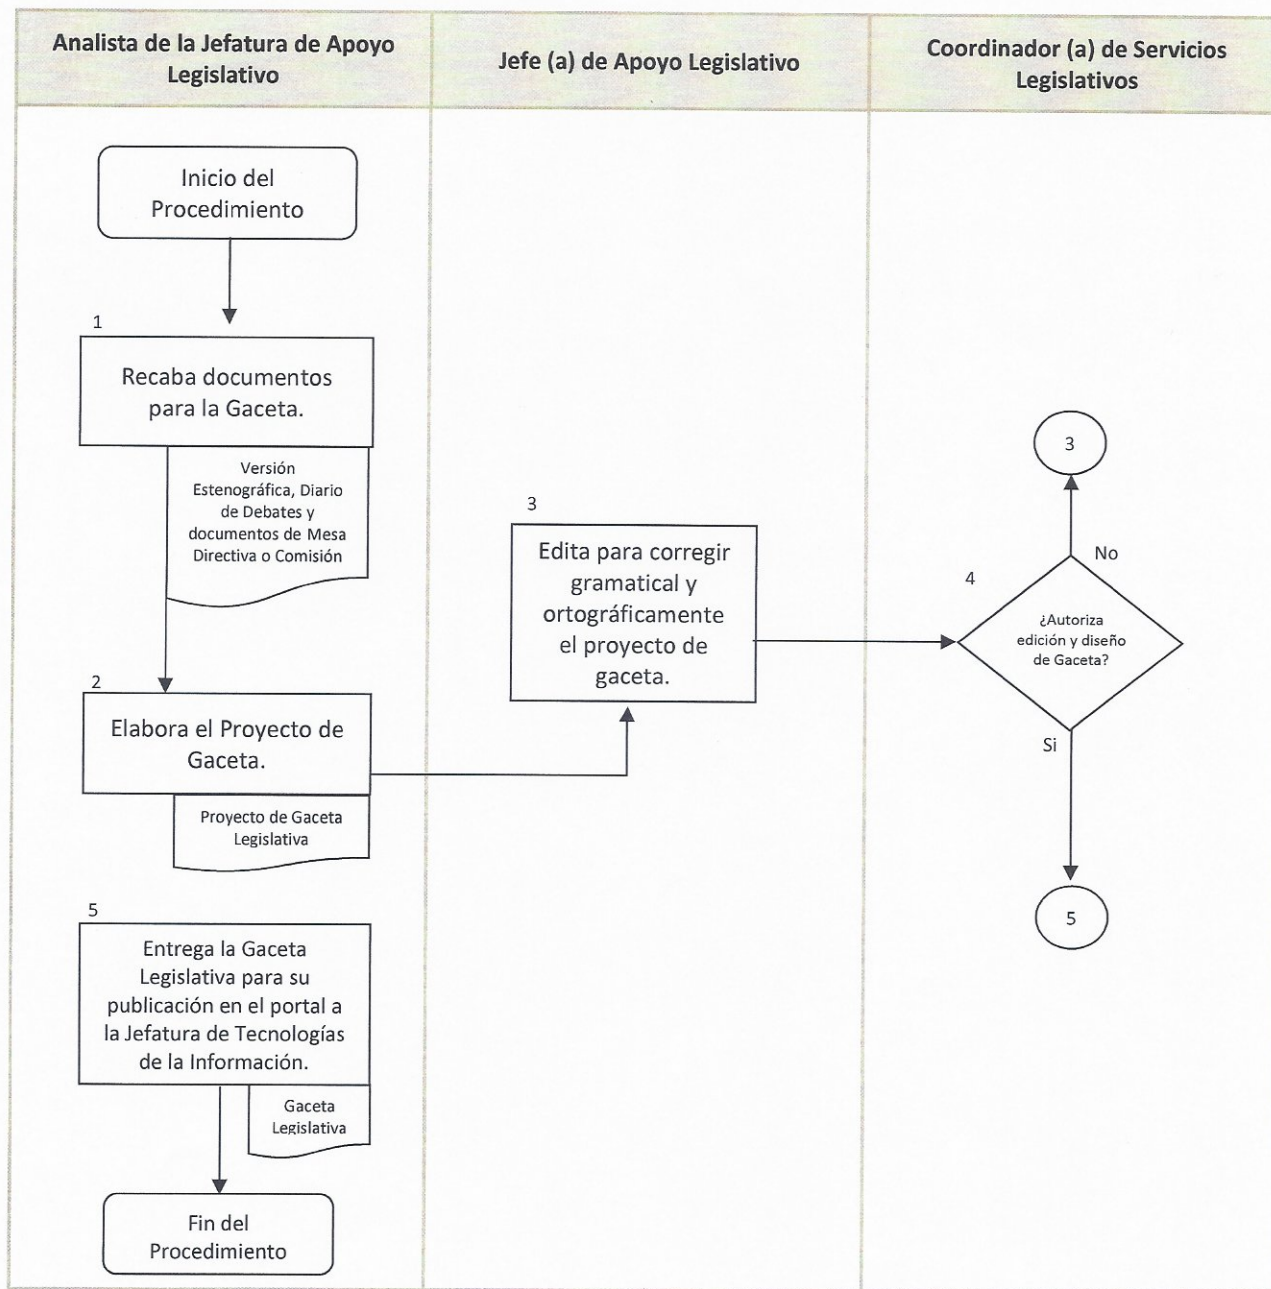 Analista de la Jefatura de Apoyo
Legislativo
Jefe (a) de Apoyo Legislativo
Coordinador (a) de Servicios
Legislativos
Inicio del
Procedimiento
1
Recaba documentos
para la Gaceta.
Versión
Estenográfica, Diario
de Debates y
documentos de Mesa
Directiva o Comisión
2
Elabora el Proyecto de
Gaceta.
Proyecto de Gaceta
Legislativa
3
Edita para corregir
gramatical y
ortográficamente
el proyecto de
gaceta.
3
No
4
¿Autoriza
edición y diseño
de Gaceta?
Si
5
5
Entrega la Gaceta
Legislativa para su
publicación en el portal a
la Jefatura de Tecnologías
de la Información.
Gaceta
Legislativa
Fin del
Procedimiento